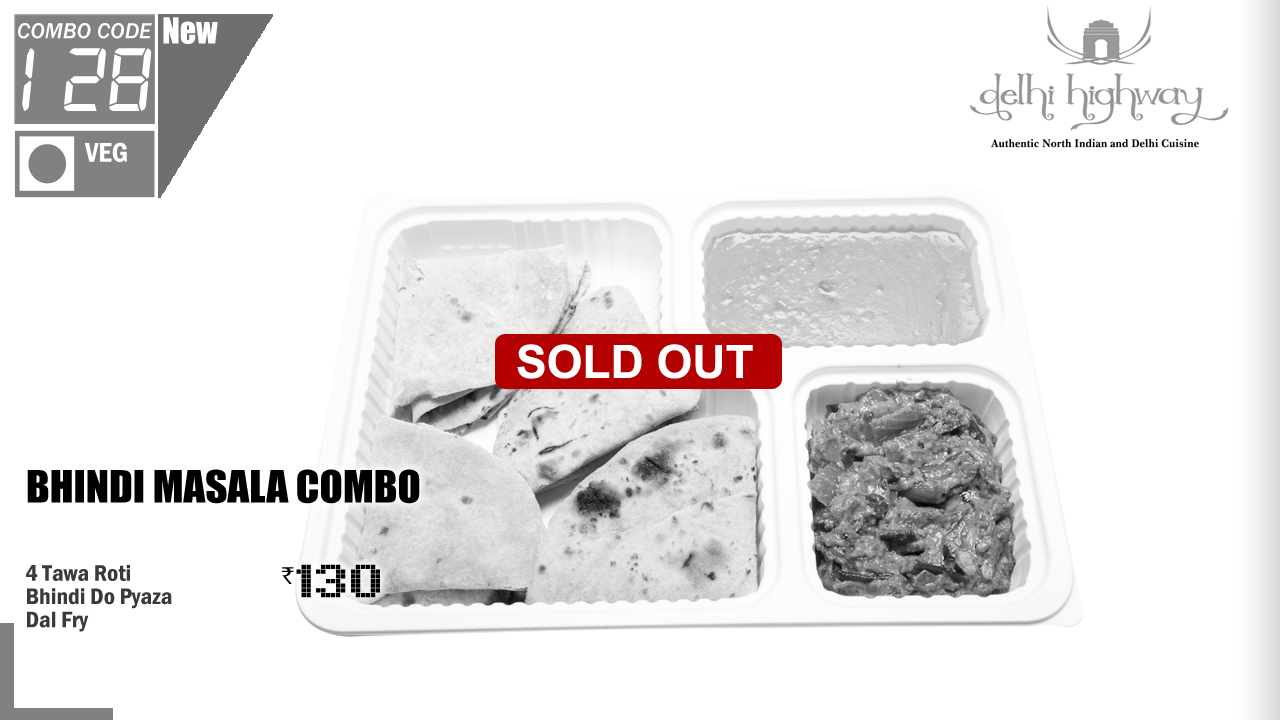 COMBO CODE
128
New
VEG
delhi highway
Authentic North Indian and Delhi Cuisine
SOLD OUT
BHINDI MASALA COMBO
4 Tawa Roti
Bhindi Do Pyaza
Dal Fry
₹130